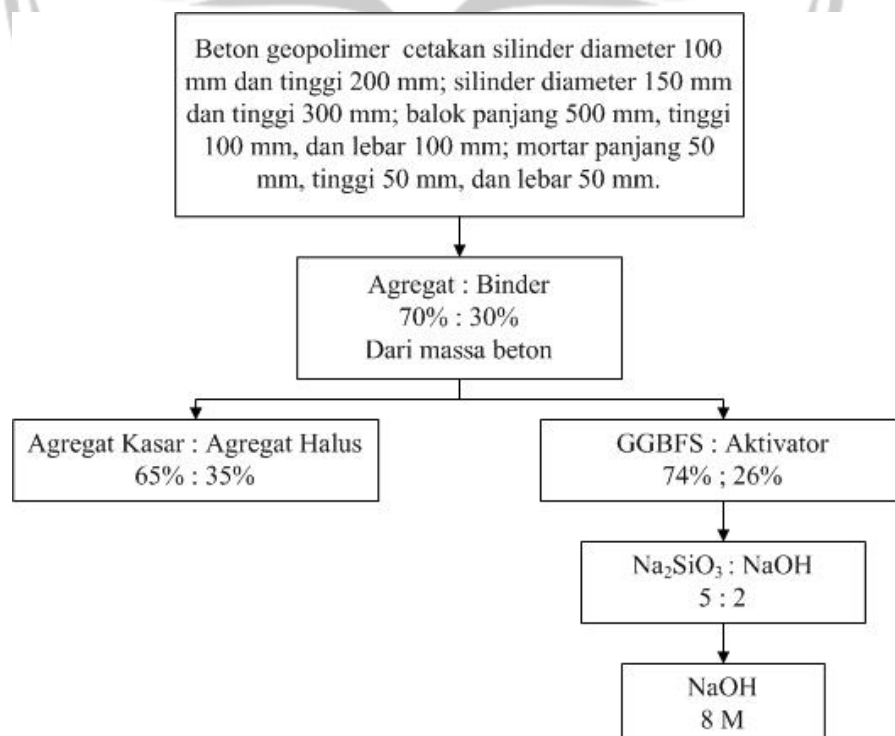 Beton geopolimer cetakan silinder diameter 100
mm dan tinggi 200 mm; silinder diameter 150 mm
dan tinggi 300 mm; balok panjang 500 mm, tinggi
100 mm, dan lebar 100 mm; mortar panjang 50
mm, tinggi 50 mm, dan lebar 50 mm.
Agregat : Binder
70% : 30%
Dari massa beton
Agregat Kasar : Agregat Halus
65% : 35%
GGBFS : Aktivator
74% ; 26%
Na₂SiO₃ : NaOH
5 : 2
NaOH
8 M